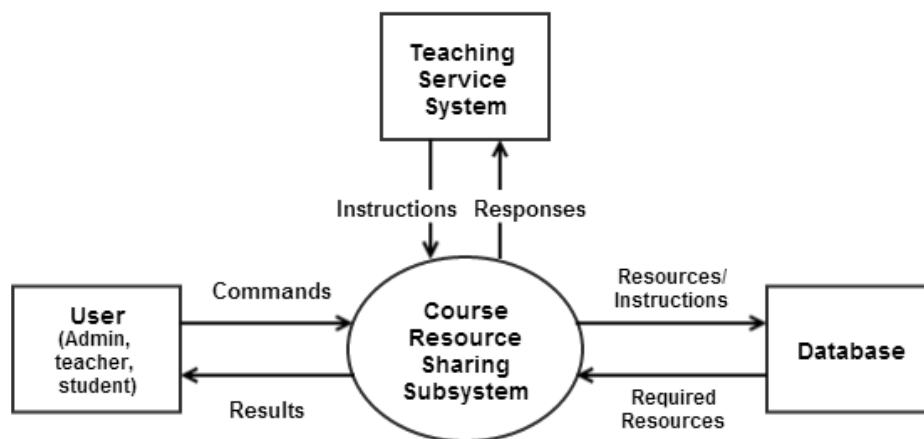 Teaching
Service
System
Instructions
Responses
User
(Admin,
teacher,
student)
Commands
Results
Course
Resource
Sharing
Subsystem
Resources/
Instructions
Required
Resources
Database